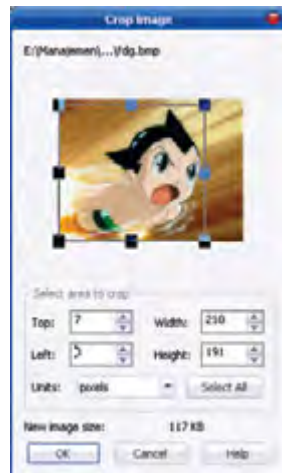 Crop Image
E:\Manajemen\...\fdg.bmp
Select area to crop
Top: 7 Width: 210
Left: Height: 191
Units: pixels Select All
New image size: 117 KB
OK Cancel Help